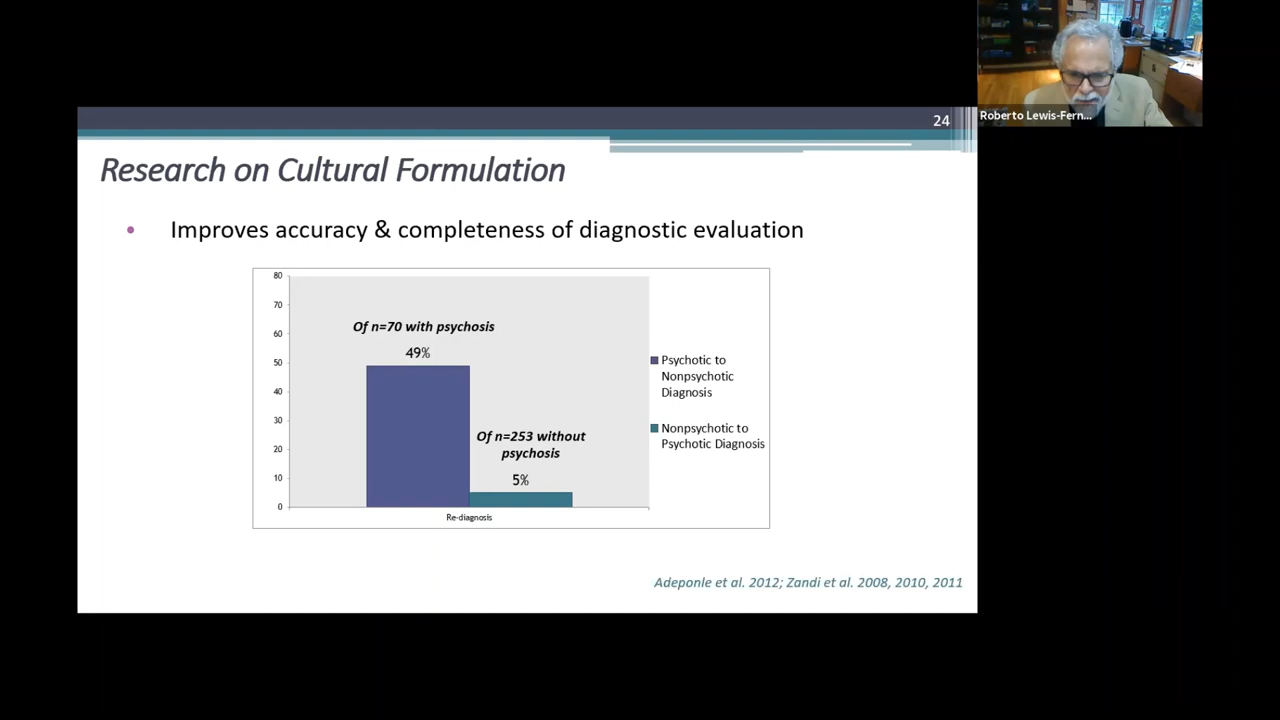 Roberto Lewis-Fern...
24
Research on Cultural Formulation
• Improves accuracy & completeness of diagnostic evaluation
80
70
60
50
40
30
20
10
0
Of n=70 with psychosis
49%
Of n=253 without
psychosis
5%
Re-diagnosis
Psychotic to
Nonpsychotic
Diagnosis
Nonpsychotic to
Psychotic Diagnosis
Adeponle et al. 2012; Zandi et al. 2008, 2010, 2011